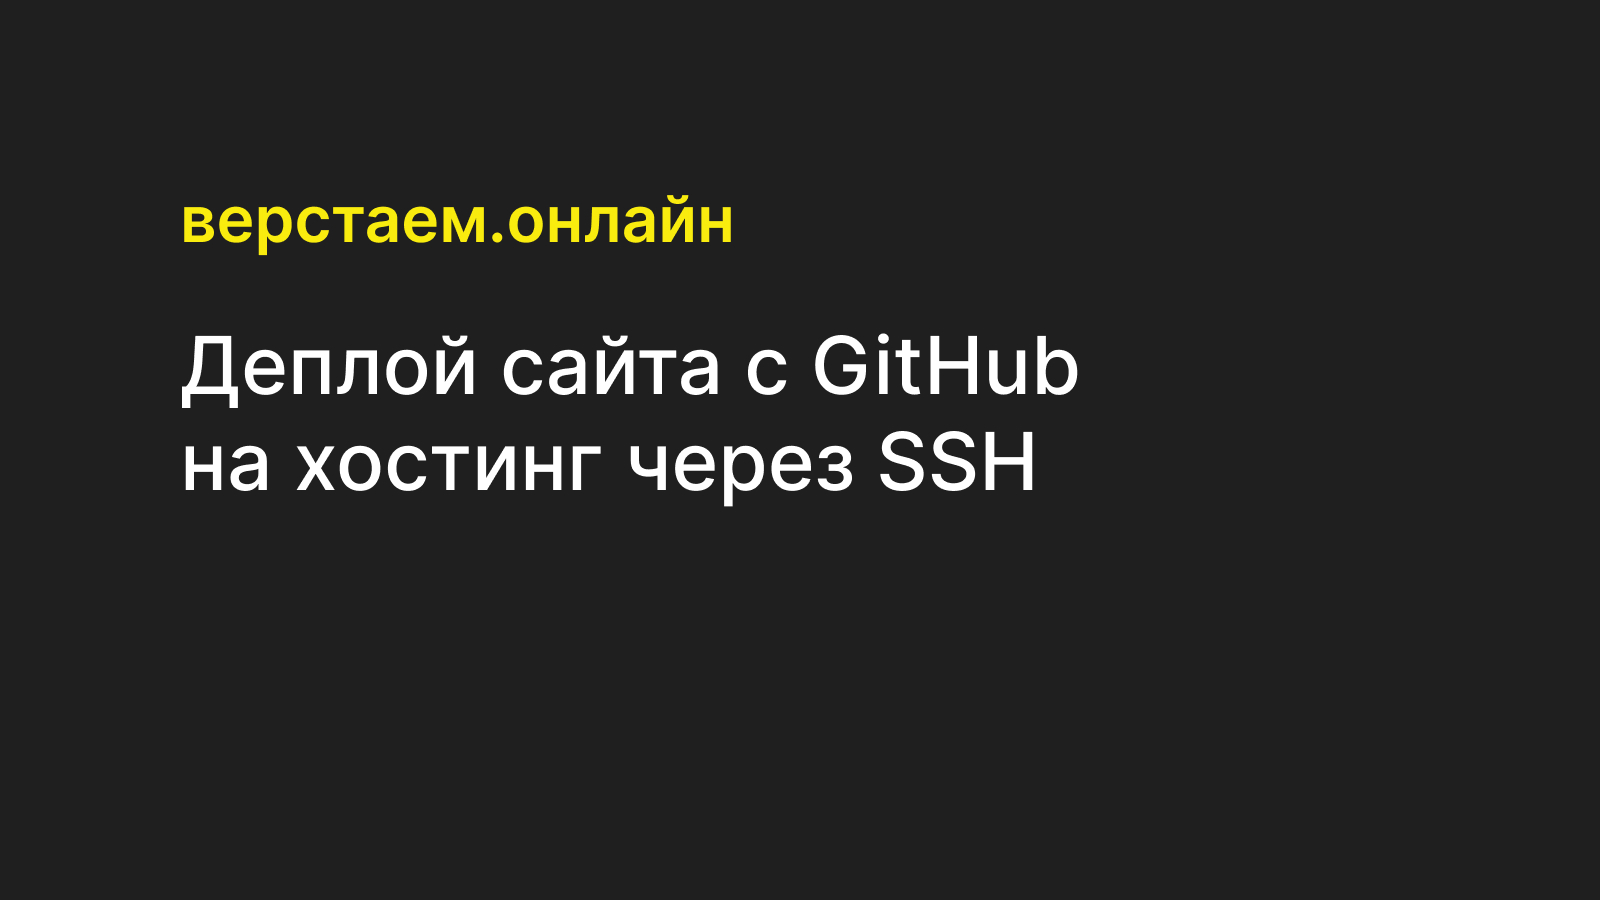 верстаем.онлайн
Деплой сайта с GitHub
на хостинг через SSH